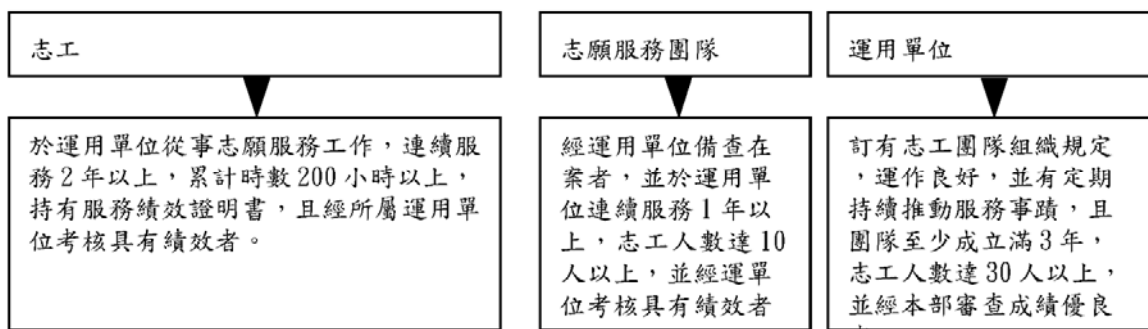 志工
於運用單位從事志願服務工作，連續服
務2年以上，累計時數200小時以上，
持有服務績效證明書，且經所屬運用單
位考核具有績效者。
志願服務團隊
經運用單位備查在
案者，並於運用單
位連續服務1年以
上，志工人數達10
人以上，並經運單
位考核具有績效者
運用單位
訂有志工團隊組織規定
，運作良好，並有定期
持續推動服務事蹟，且
團隊至少成立滿3年，
志工人數達30人以上，
並經本部審查成績優良